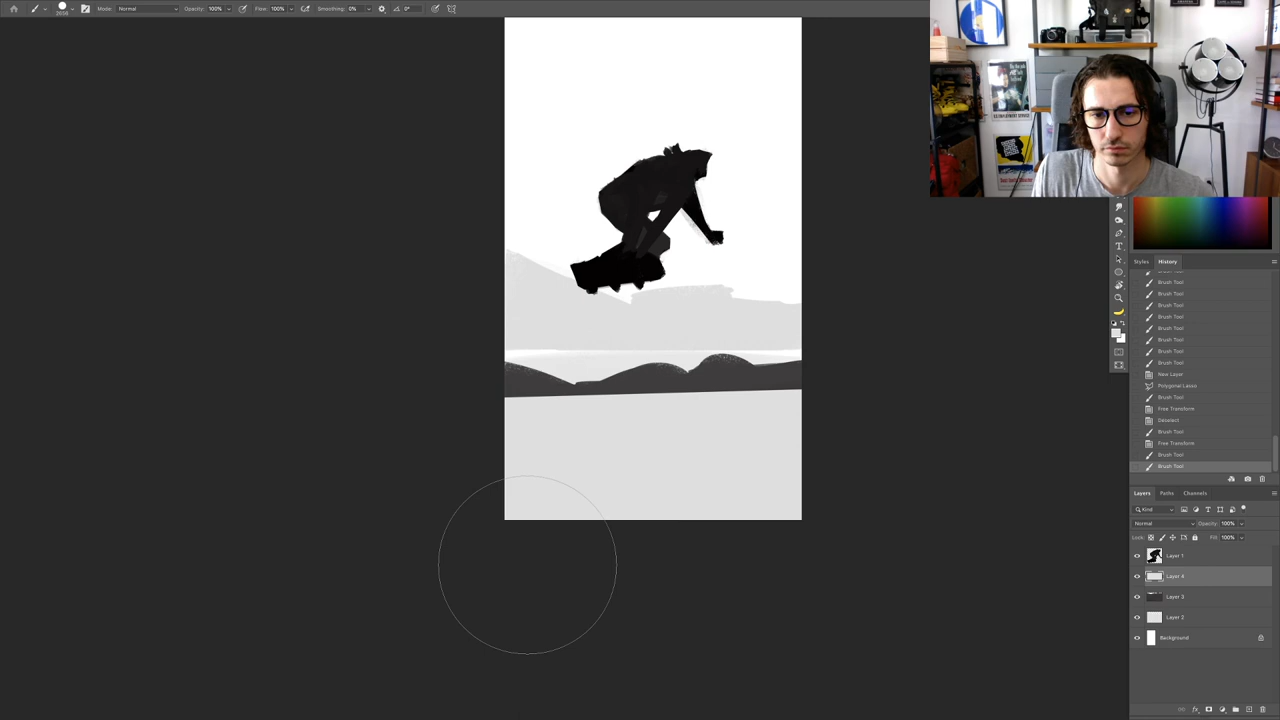 Mode: Normal Opacity: 100% Flow: 100% Smoothing: 0% 0°
2656
Styles History
Brush Tool
Brush Tool
Brush Tool
Brush Tool
Brush Tool
Brush Tool
Brush Tool
Brush Tool
New Layer
Polygonal Lasso
Brush Tool
Free Transform
Deselect
Brush Tool
Free Transform
Brush Tool
Brush Tool
Layers Paths Channels
Kind
Normal Opacity: 100%
Lock: Fill: 100%
Layer 1
Layer 4
Layer 3
Layer 2
Background